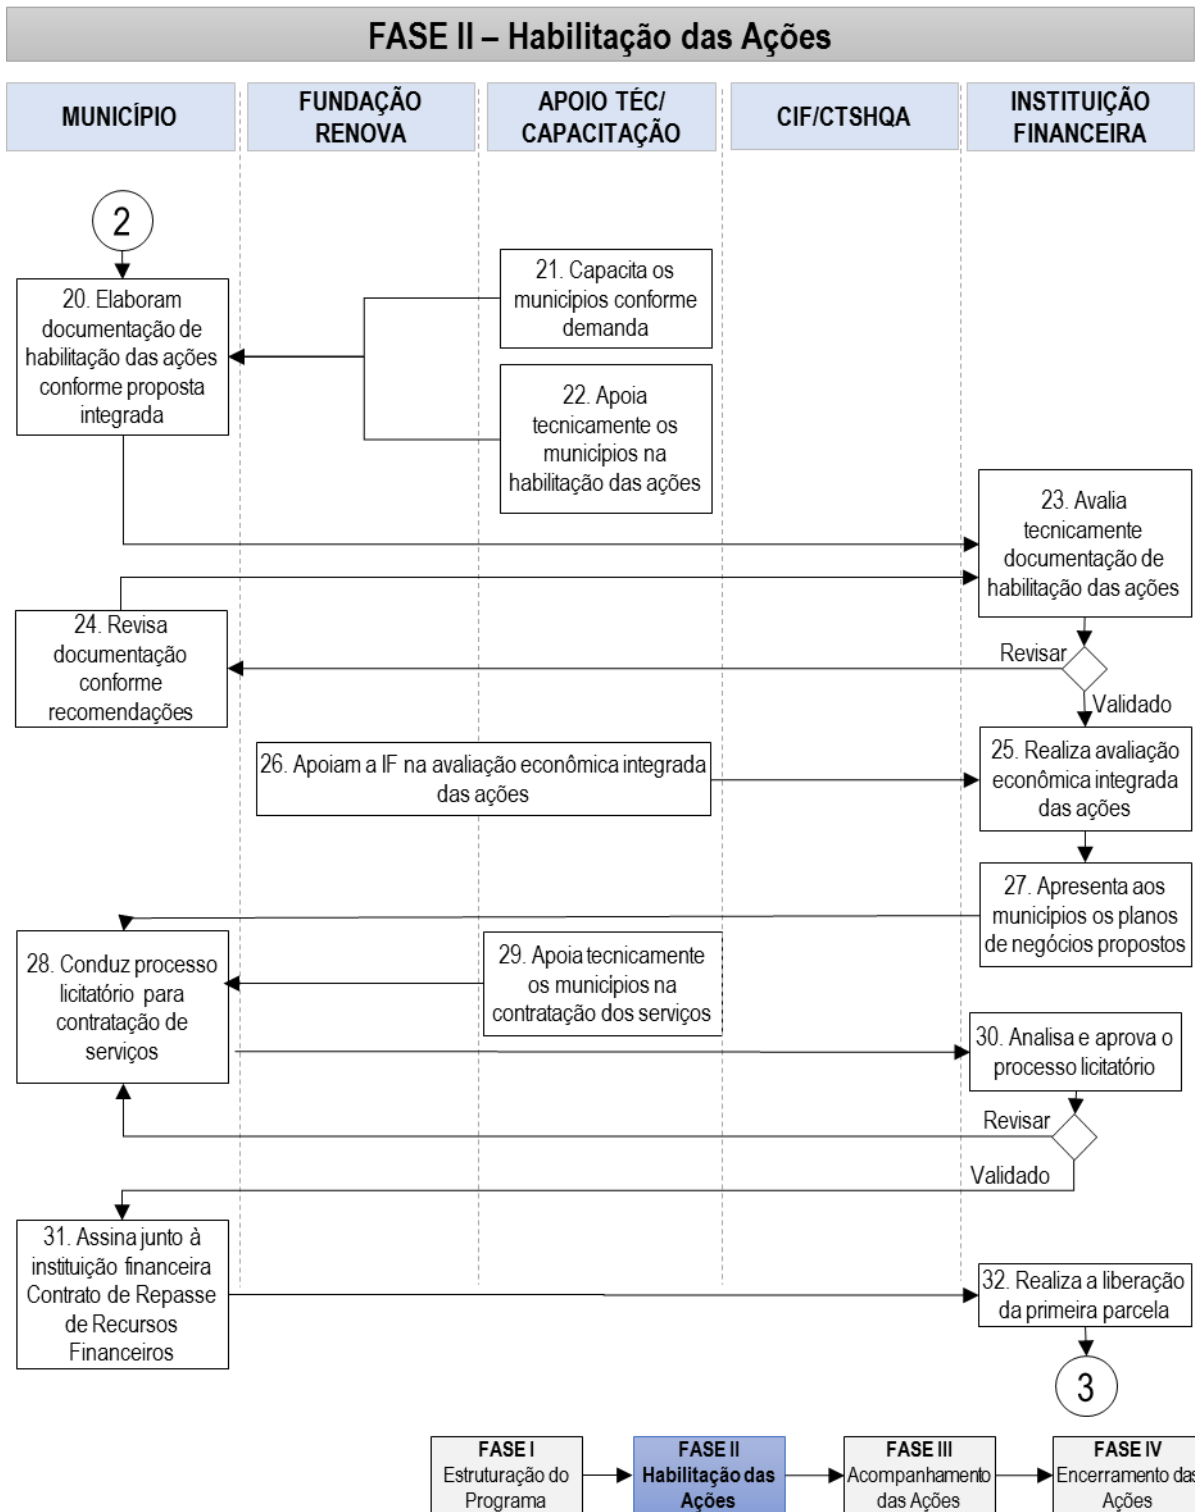 FASE II – Habilitação das Ações
MUNICÍPIO
FUNDAÇÃO
RENOVA
APOIO TÉC/
CAPACITAÇÃO
CIF/CTSHQA
INSTITUIÇÃO
FINANCEIRA
2
20. Elaboram
documentação de
habilitação das ações
conforme proposta
integrada
21. Capacita os
municípios conforme
demanda
22. Apoia
tecnicamente os
municípios na
habilitação das ações
23. Avalia
tecnicamente
documentação de
habilitação das ações
24. Revisa
documentação
conforme
recomendações
Revisar
Validado
25. Realiza avaliação
econômica integrada
das ações
26. Apoiam a IF na avaliação econômica integrada
das ações
27. Apresenta aos
municípios os planos
de negócios propostos
28. Conduz processo
licitatório para
contratação de
serviços
29. Apoia tecnicamente
os municípios na
contratação dos serviços
30. Analisa e aprova o
processo licitatório
Revisar
Validado
31. Assina junto à
instituição financeira
Contrato de Repasse
de Recursos
Financeiros
32. Realiza a liberação
da primeira parcela
3
FASE I
Estruturação do
Programa
FASE II
Habilitação das
Ações
FASE III
Acompanhamento
das Ações
FASE IV
Encerramento das
Ações